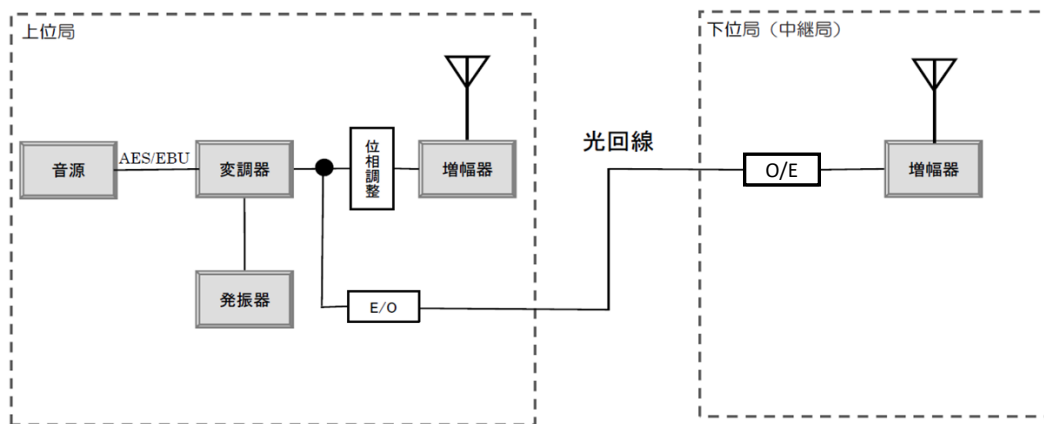 上位局
下位局（中継局）
音源
AES/EBU
変調器
位相調整
増幅器
光回線
O/E
増幅器
発振器
E/O